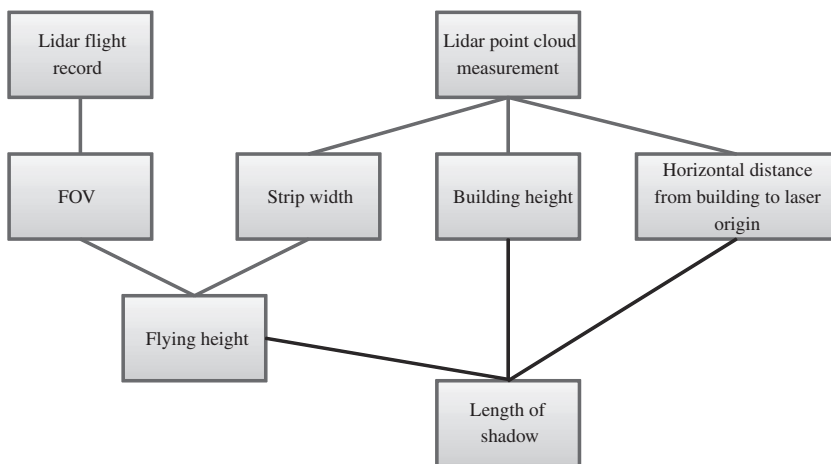 Lidar flight
record
Lidar point cloud
measurement
FOV
Strip width
Building height
Horizontal distance
from building to laser
origin
Flying height
Length of
shadow